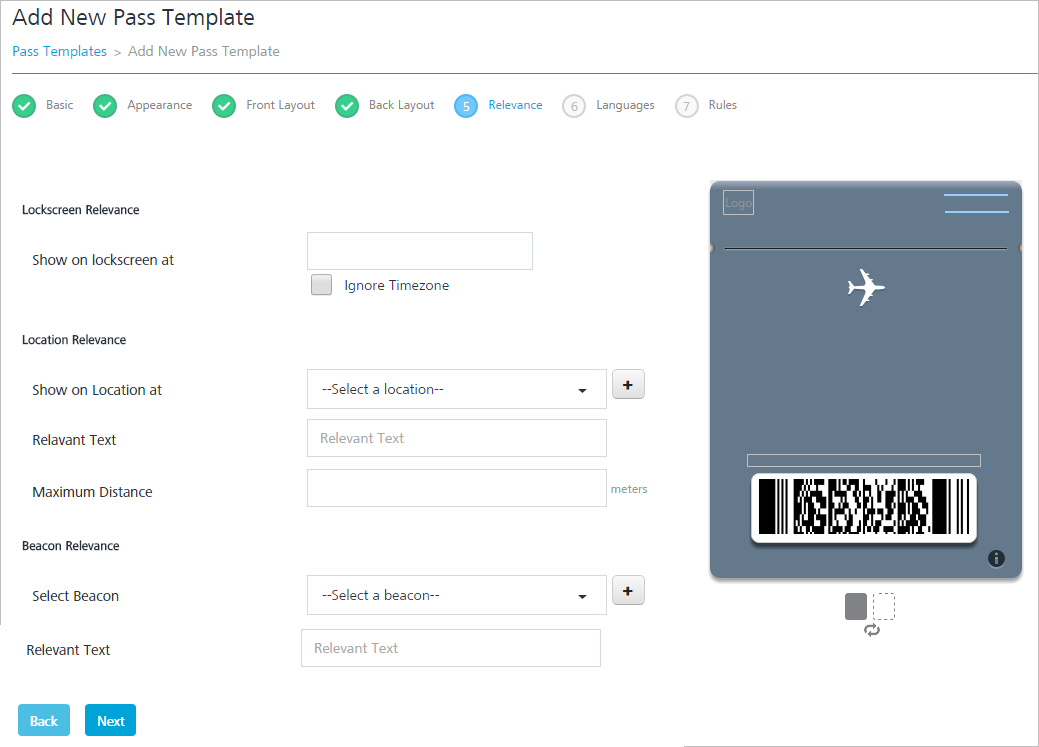 Add New Pass Template
Pass Templates > Add New Pass Template
Basic Appearance Front Layout Back Layout 5 Relevance 6 Languages 7 Rules
Logo
Lockscreen Relevance
Show on lockscreen at
Ignore Timezone
Location Relevance
Show on Location at --Select a location-- +
Relavant Text Relevant Text
Maximum Distance meters
Beacon Relevance
Select Beacon --Select a beacon-- +
Relevant Text Relevant Text
Back Next